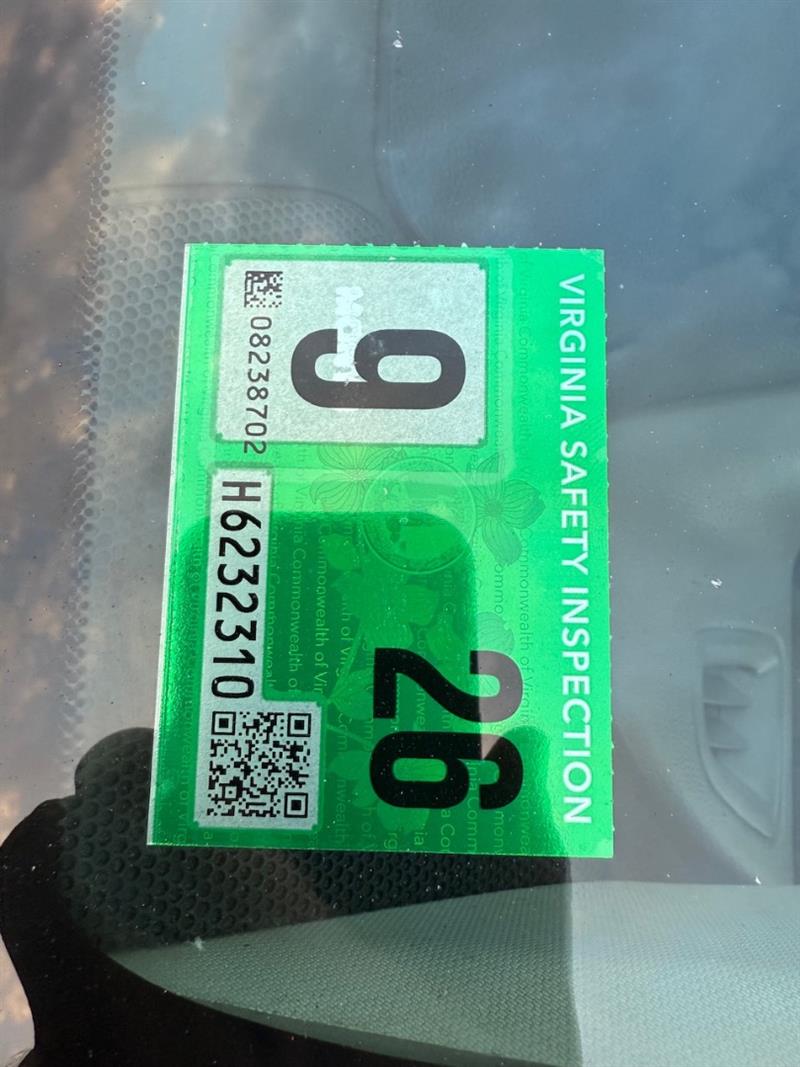 VIRGINIA SAFETY INSPECTION
9
26
08238702
H6232310